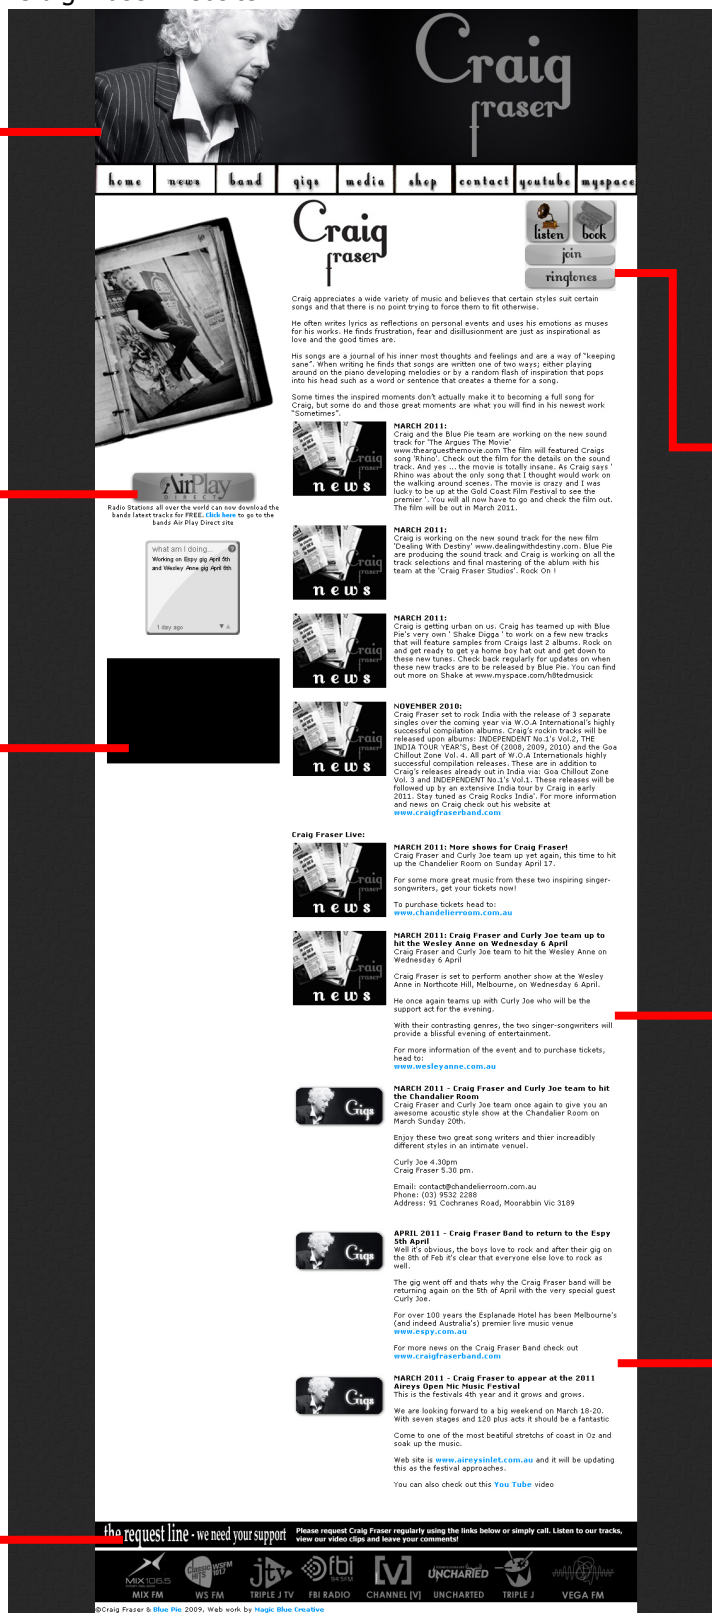 Craig
fraser
home news band gigs media shop contact youtube myspace
Craig
fraser
listen book
join
ringtones
Craig appreciates a wide variety of music and believes that certain styles suit certain
songs and that there is no point trying to force them to fit otherwise.
He often writes lyrics as reflections on personal events and uses his emotions as muses
for his works. He finds frustration, fear and disillusionment are just as inspirational as
love and the good times are.
His songs are a journal of his inner most thoughts and feelings and are a way of "keeping
sane". When writing he finds that songs are written one of two ways; either playing
around on the piano developing melodies or by a random flash of inspiration that pops
into his head such as a word or sentence that creates a theme for a song.
Some times the inspired moments don't actually make it to becoming a full song for
Craig, but some do and those great moments are what you will find in his newest work
"Sometimes".
AirPlay
DIRECT
Radio Stations all over the world can now download the
bands latest tracks for FREE. Click here to go to the
bands Air Play Direct site
what am I doing... ?
Working on Espy gig April 5th
and Wesley Anne gig April 6th
1 day ago
Craig
fraser
news
MARCH 2011:
Craig and the Blue Pie team are working on the new sound
track for 'The Argues The Movie'
www.thearguesthemovie.com The film will featured Craigs
song 'Rhino'. Check out the film for the details on the sound
track. And yes ... the movie is totally insane. As Craig says '
Rhino was about the only song that I thought would work on
the walking around scenes. The movie is crazy and I was
lucky to be up at the Gold Coast Film Festival to see the
premier '. You will all now have to go and check the film out.
The film will be out in March 2011.
Craig
fraser
news
MARCH 2011:
Craig is working on the new sound track for the new film
'Dealing With Destiny' www.dealingwithdestiny.com. Blue Pie
are producing the sound track and Craig is working on all the
track selections and final mastering of the ablum with his
team at the 'Craig Fraser Studios'. Rock On !
Craig
fraser
news
MARCH 2011:
Craig is getting urban on us. Craig has teamed up with Blue
Pie's very own ' Shake Digga ' to work on a few new tracks
that will feature samples from Craigs last 2 albums. Rock on
and get ready to get ya home boy hat out and get down to
these new tunes. Check back regularly for updates on when
these new tracks are to be released by Blue Pie. You can find
out more on Shake at www.myspace.com/h8tedmusick
Craig
fraser
news
NOVEMBER 2010:
Craig Fraser set to rock India with the release of 3 separate
singles over the coming year via W.O.A International's highly
successful compilation albums. Craig's rockin tracks will be
released upon albums: INDEPENDENT No.1's Vol.2, THE
INDIA TOUR YEAR'S, Best Of (2008, 2009, 2010) and the Goa
Chillout Zone Vol. 4. All part of W.O.A Internationals highly
successful compilation releases. These are in addition to
Craig's releases already out in India via: Goa Chillout Zone
Vol. 3 and INDEPENDENT No.1's Vol1. These releases will be
followed up by an extensive India tour by Craig in early
2011. Stay tuned as Craig Rocks India'. For more information
and news on Craig check out his website at
www.craigfraserband.com
Craig Fraser Live:
Craig
fraser
news
MARCH 2011: More shows for Craig Fraser!
Craig Fraser and Curly Joe team up yet again, this time to hit
up the Chandelier Room on Sunday April 17.
For some more great music from these two inspiring singer-
songwriters, get your tickets now!
To purchase tickets head to:
www.chandelierroom.com.au
Craig
fraser
news
MARCH 2011: Craig Fraser and Curly Joe team up to
hit the Wesley Anne on Wednesday 6 April
Craig Fraser and Curly Joe team to hit the Wesley Anne on
Wednesday 6 April
Craig Fraser is set to perform another show at the Wesley
Anne in Northcote Hill, Melbourne, on Wednesday 6 April.
He once again teams up with Curly Joe who will be the
support act for the evening.
With their contrasting genres, the two singer-songwriters will
provide a blissful evening of entertainment.
For more information of the event and to purchase tickets,
head to:
www.wesleyanne.com.au
Gigs
MARCH 2011 - Craig Fraser and Curly Joe team to hit
the Chandalier Room
Craig Fraser and Curly Joe team once again to give you an
awesome acoustic style show at the Chandalier Room on
March Sunday 20th.
Enjoy these two great song writers and thier increadibly
different styles in an intimate venuel.
Curly Joe 4.30pm
Craig Fraser 5.30 pm.
Email: contact@chandelierroom.com.au
Phone: (03) 9532 2288
Address: 91 Cochranes Road, Moorabbin Vic 3189
Gigs
APRIL 2011 - Craig Fraser Band to return to the Espy
5th April
Well it's obvious, the boys love to rock and after their gig on
the 8th of Feb it's clear that everyone else love to rock as
well.
The gig went off and thats why the Craig Fraser band will be
returning again on the 5th of April with the very special guest
Curly Joe.
For over 100 years the Esplanade Hotel has been Melbourne's
(and indeed Australia's) premier live music venue
www.espy.com.au
For more news on the Craig Fraser Band check out
www.craigfraserband.com
Gigs
MARCH 2011 - Craig Fraser to appear at the 2011
Aireys Open Mic Music Festival
This is the festivals 4th year and it grows and grows.
We are looking forward to a big weekend on March 18-20.
With seven stages and 120 plus acts it should be a fantastic
Come to one of the most beatiful stretchs of coast in Oz and
soak up the music.
Web site is www.aireysinlet.com.au and it will be updating
this as the festival approaches.
You can also check out this You Tube video
the request line - we need your support
Please request Craig Fraser regularly using the links below or simply call. Listen to our tracks,
view our video clips and leave your comments!
MIX106.5 Classic HITS WSFM 101.7 jtv fbi 94.5FM [V] UNCHARTED
MIX FM WS FM TRIPLE J TV FBI RADIO CHANNEL [V] UNCHARTED TRIPLE J VEGA FM
©Craig Fraser & Blue Pie 2009, Web work by Magic Blue Creative